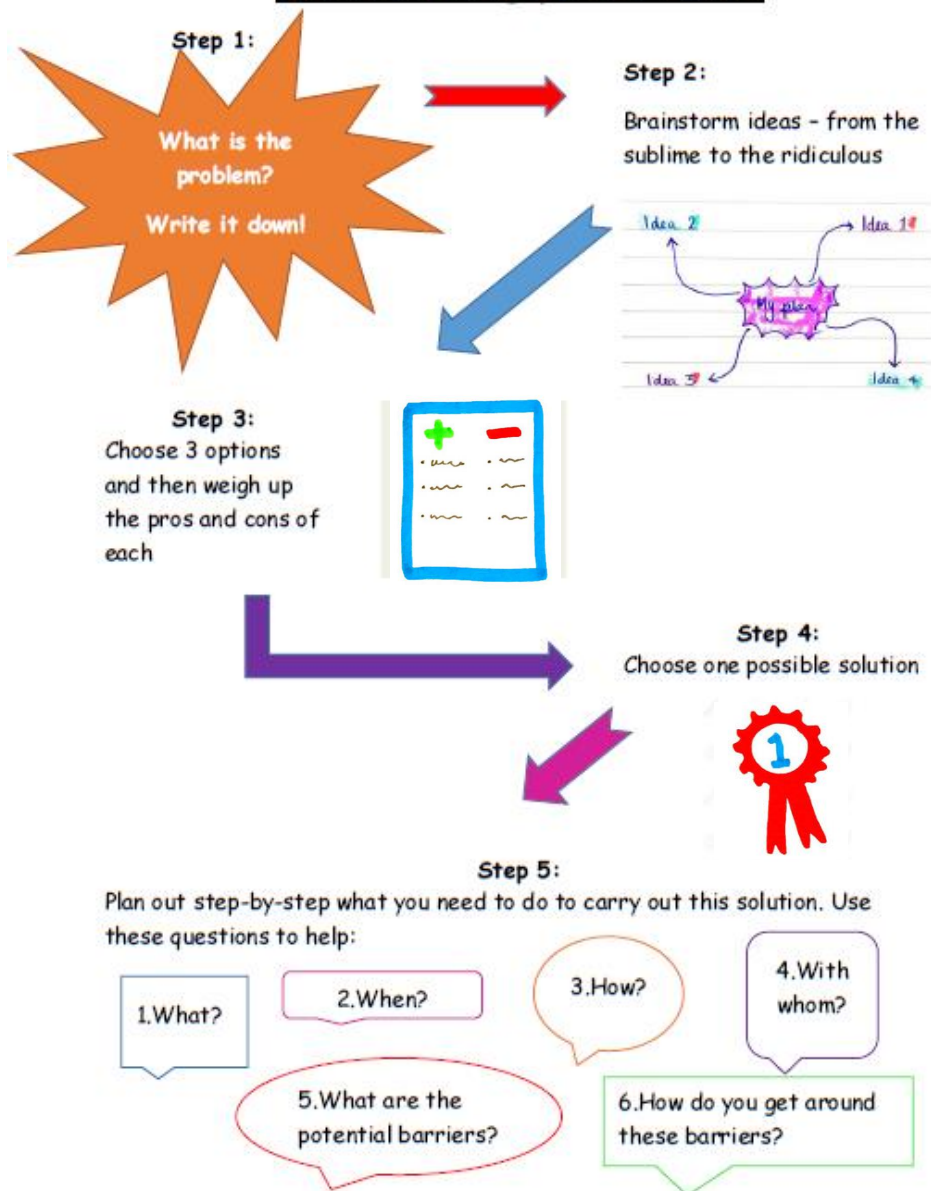 Step 1:
What is the
problem?
Write it down!
Step 2:
Brainstorm ideas – from the
sublime to the ridiculous
Idea 2
Idea 1
My plan
Idea 3
Idea 4
Step 3:
Choose 3 options
and then weigh up
the pros and cons of
each
Step 4:
Choose one possible solution
1
Step 5:
Plan out step-by-step what you need to do to carry out this solution. Use
these questions to help:
1.What?
2.When?
3.How?
4.With
whom?
5.What are the
potential barriers?
6.How do you get around
these barriers?